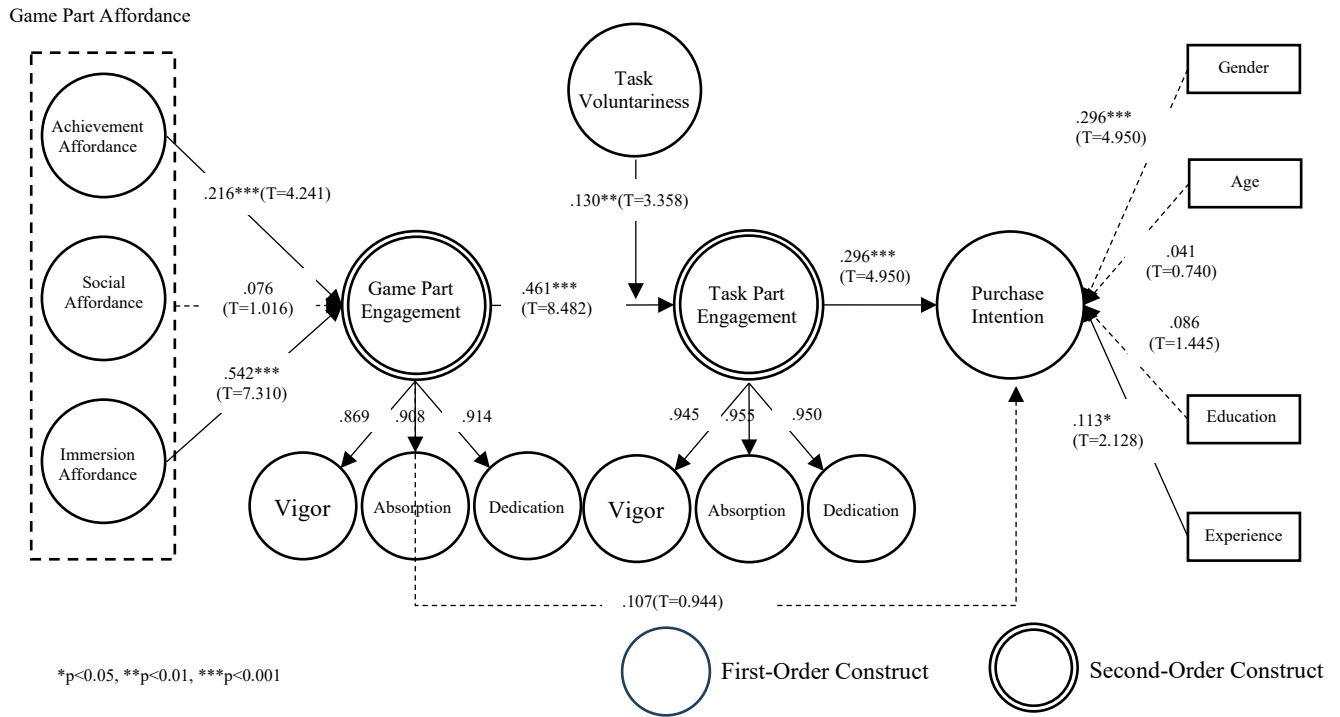 Game Part Affordance
Task
Voluntariness
Gender
.296***
(T=4.950)
Achievement
Affordance
Age
.216***(T=4.241)
.130**(T=3.358)
.296***
(T=4.950)
.041
(T=0.740)
Social
Affordance
.076
(T=1.016)
Game Part
Engagement
.461***
(T=8.482)
Task Part
Engagement
Purchase
Intention
.086
(T=1.445)
.542***
(T=7.310)
.869
.908
.914
.945
.955
.950
.113*
(T=2.128)
Education
Immersion
Affordance
Vigor
Absorption
Dedication
Vigor
Absorption
Dedication
Experience
.107(T=0.944)
*p<0.05, **p<0.01, ***p<0.001
First-Order Construct
Second-Order Construct